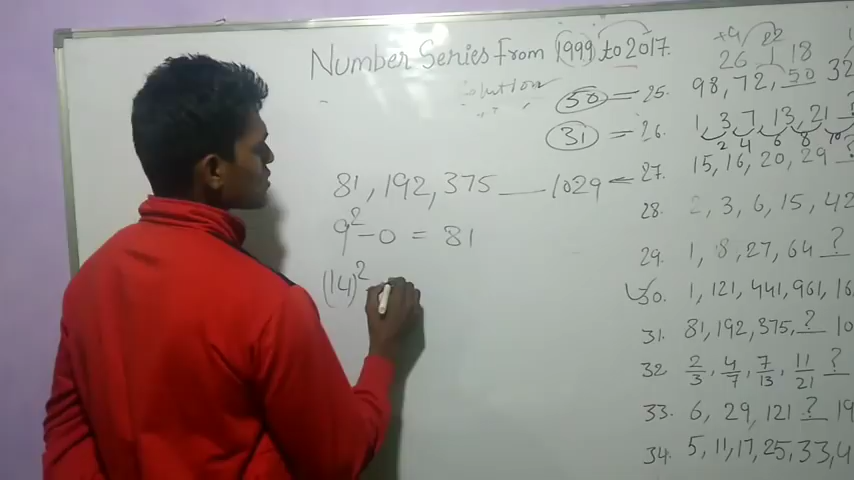 Number Series From (1999) to 2017.
Solution
+4 22
26 18
50 = 25. 98, 72, 50 32
31 = 26. 1, 3, 7, 13, 21 ?
2 4 6 8 10
81, 192, 375 __ 1029 ← 27. 15, 16, 20, 29 ?
28. 2, 3, 6, 15, 42
9² - 0 = 81
29. 1, 8, 27, 64 ?
(14)²
30. 1, 121, 441, 961, 16
31. 81, 192, 375, ? 10
32 2/3, 4/7, 7/13, 11/21 ?
33. 6, 29, 121 ? 19
34. 5, 11, 17, 25, 33, 4